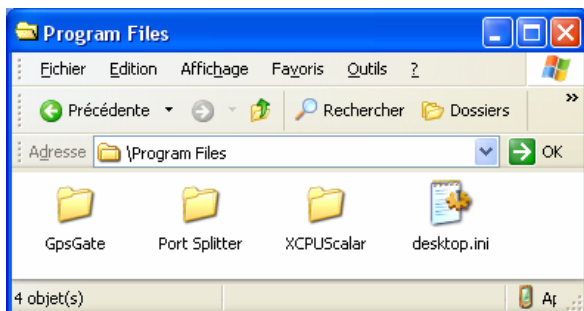 Program Files
Fichier Edition Affichage Favoris Outils ?
Précédente Rechercher Dossiers »
Adresse \Program Files OK
GpsGate Port Splitter XCPUScalar desktop.ini
4 objet(s)